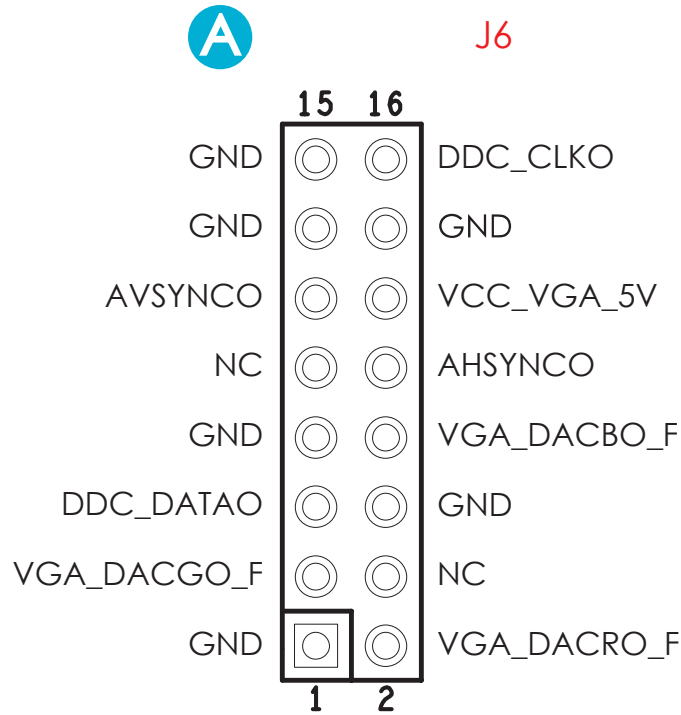 A J6
15 16
GND DDC_CLKO
GND GND
AVSYNCO VCC_VGA_5V
NC AHSYNCO
GND VGA_DACBO_F
DDC_DATAO GND
VGA_DACGO_F NC
GND VGA_DACRO_F
1 2